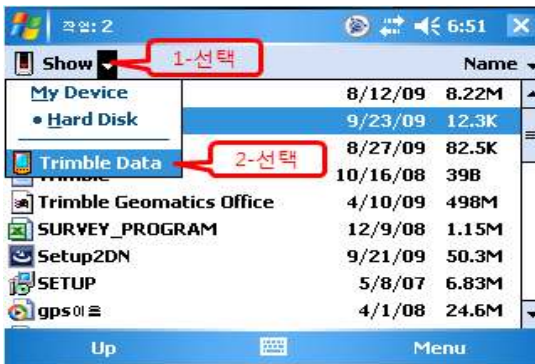 작업: 2 6:51
Show 1-선택 Name
My Device 8/12/09 8.22M
Hard Disk 9/23/09 12.3K
Trimble Data 2-선택 8/27/09 82.5K
Trimble 10/16/08 39B
Trimble Geomatics Office 4/10/09 498M
SURVEY_PROGRAM 12/9/08 1.15M
Setup2DN 9/21/09 50.3M
SETUP 5/8/07 6.83M
gps이론 4/1/08 24.6M
Up Menu